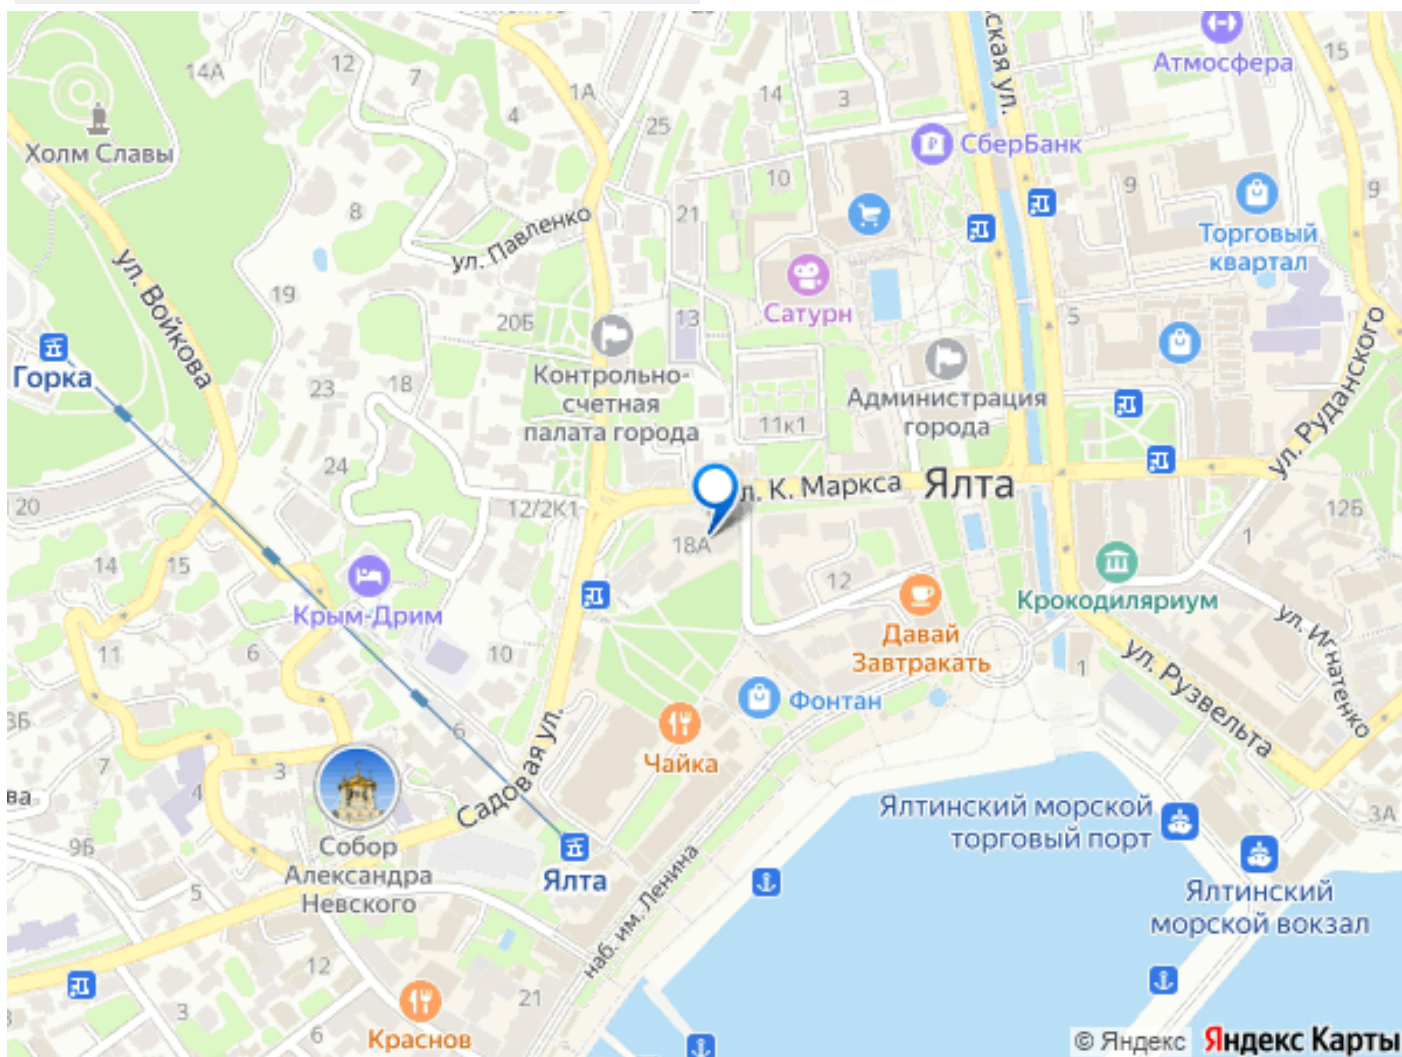 15
Атмосфера
ская ул.
12
7
14А
4
1А
14
3
25
СберБанк
Холм Славы
10
9
9
8
21
ул. Павленко
Торговый
квартал
ул. Войкова
19
20Б
13
Сатурн
5
Горка
23
18
Контрольно-
счетная
палата города
Администрация
города
11к1
ул. Руданского
24
20
12/2К1
л. К. Маркса
Ялта
12Б
18А
1
14
15
12
Крым-Дрим
Крокодиляриум
Давай
Завтракать
ул. Игнатенко
11
6
10
1
ул. Рузвельта
Фонтан
3Б
6
Чайка
7
3
4
ва.
Садовая ул.
Ялтинский морской
торговый порт
3А
9Б
Собор
Александра
Невского
5
Ялта
Ялтинский
морской вокзал
наб. им. Ленина
12
21
3
6
Краснов
© Яндекс Яндекс Карты